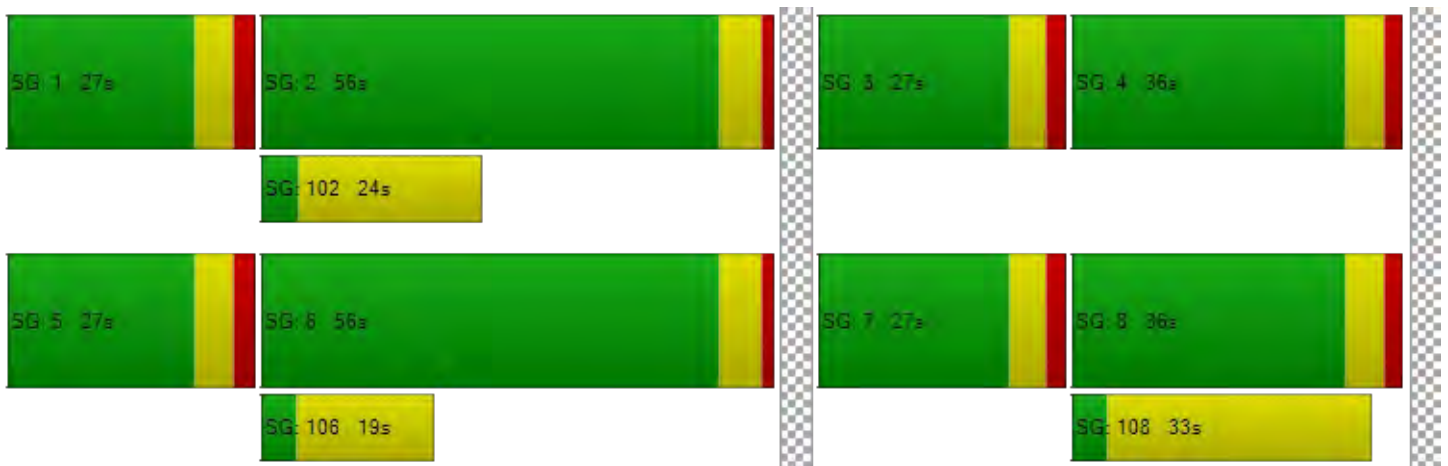 SG: 1 27s
SG: 2 56s
SG: 3 27s
SG: 4 36s
SG: 102 24s
SG: 5 27s
SG: 6 56s
SG: 7 27s
SG: 8 36s
SG: 106 19s
SG: 108 33s